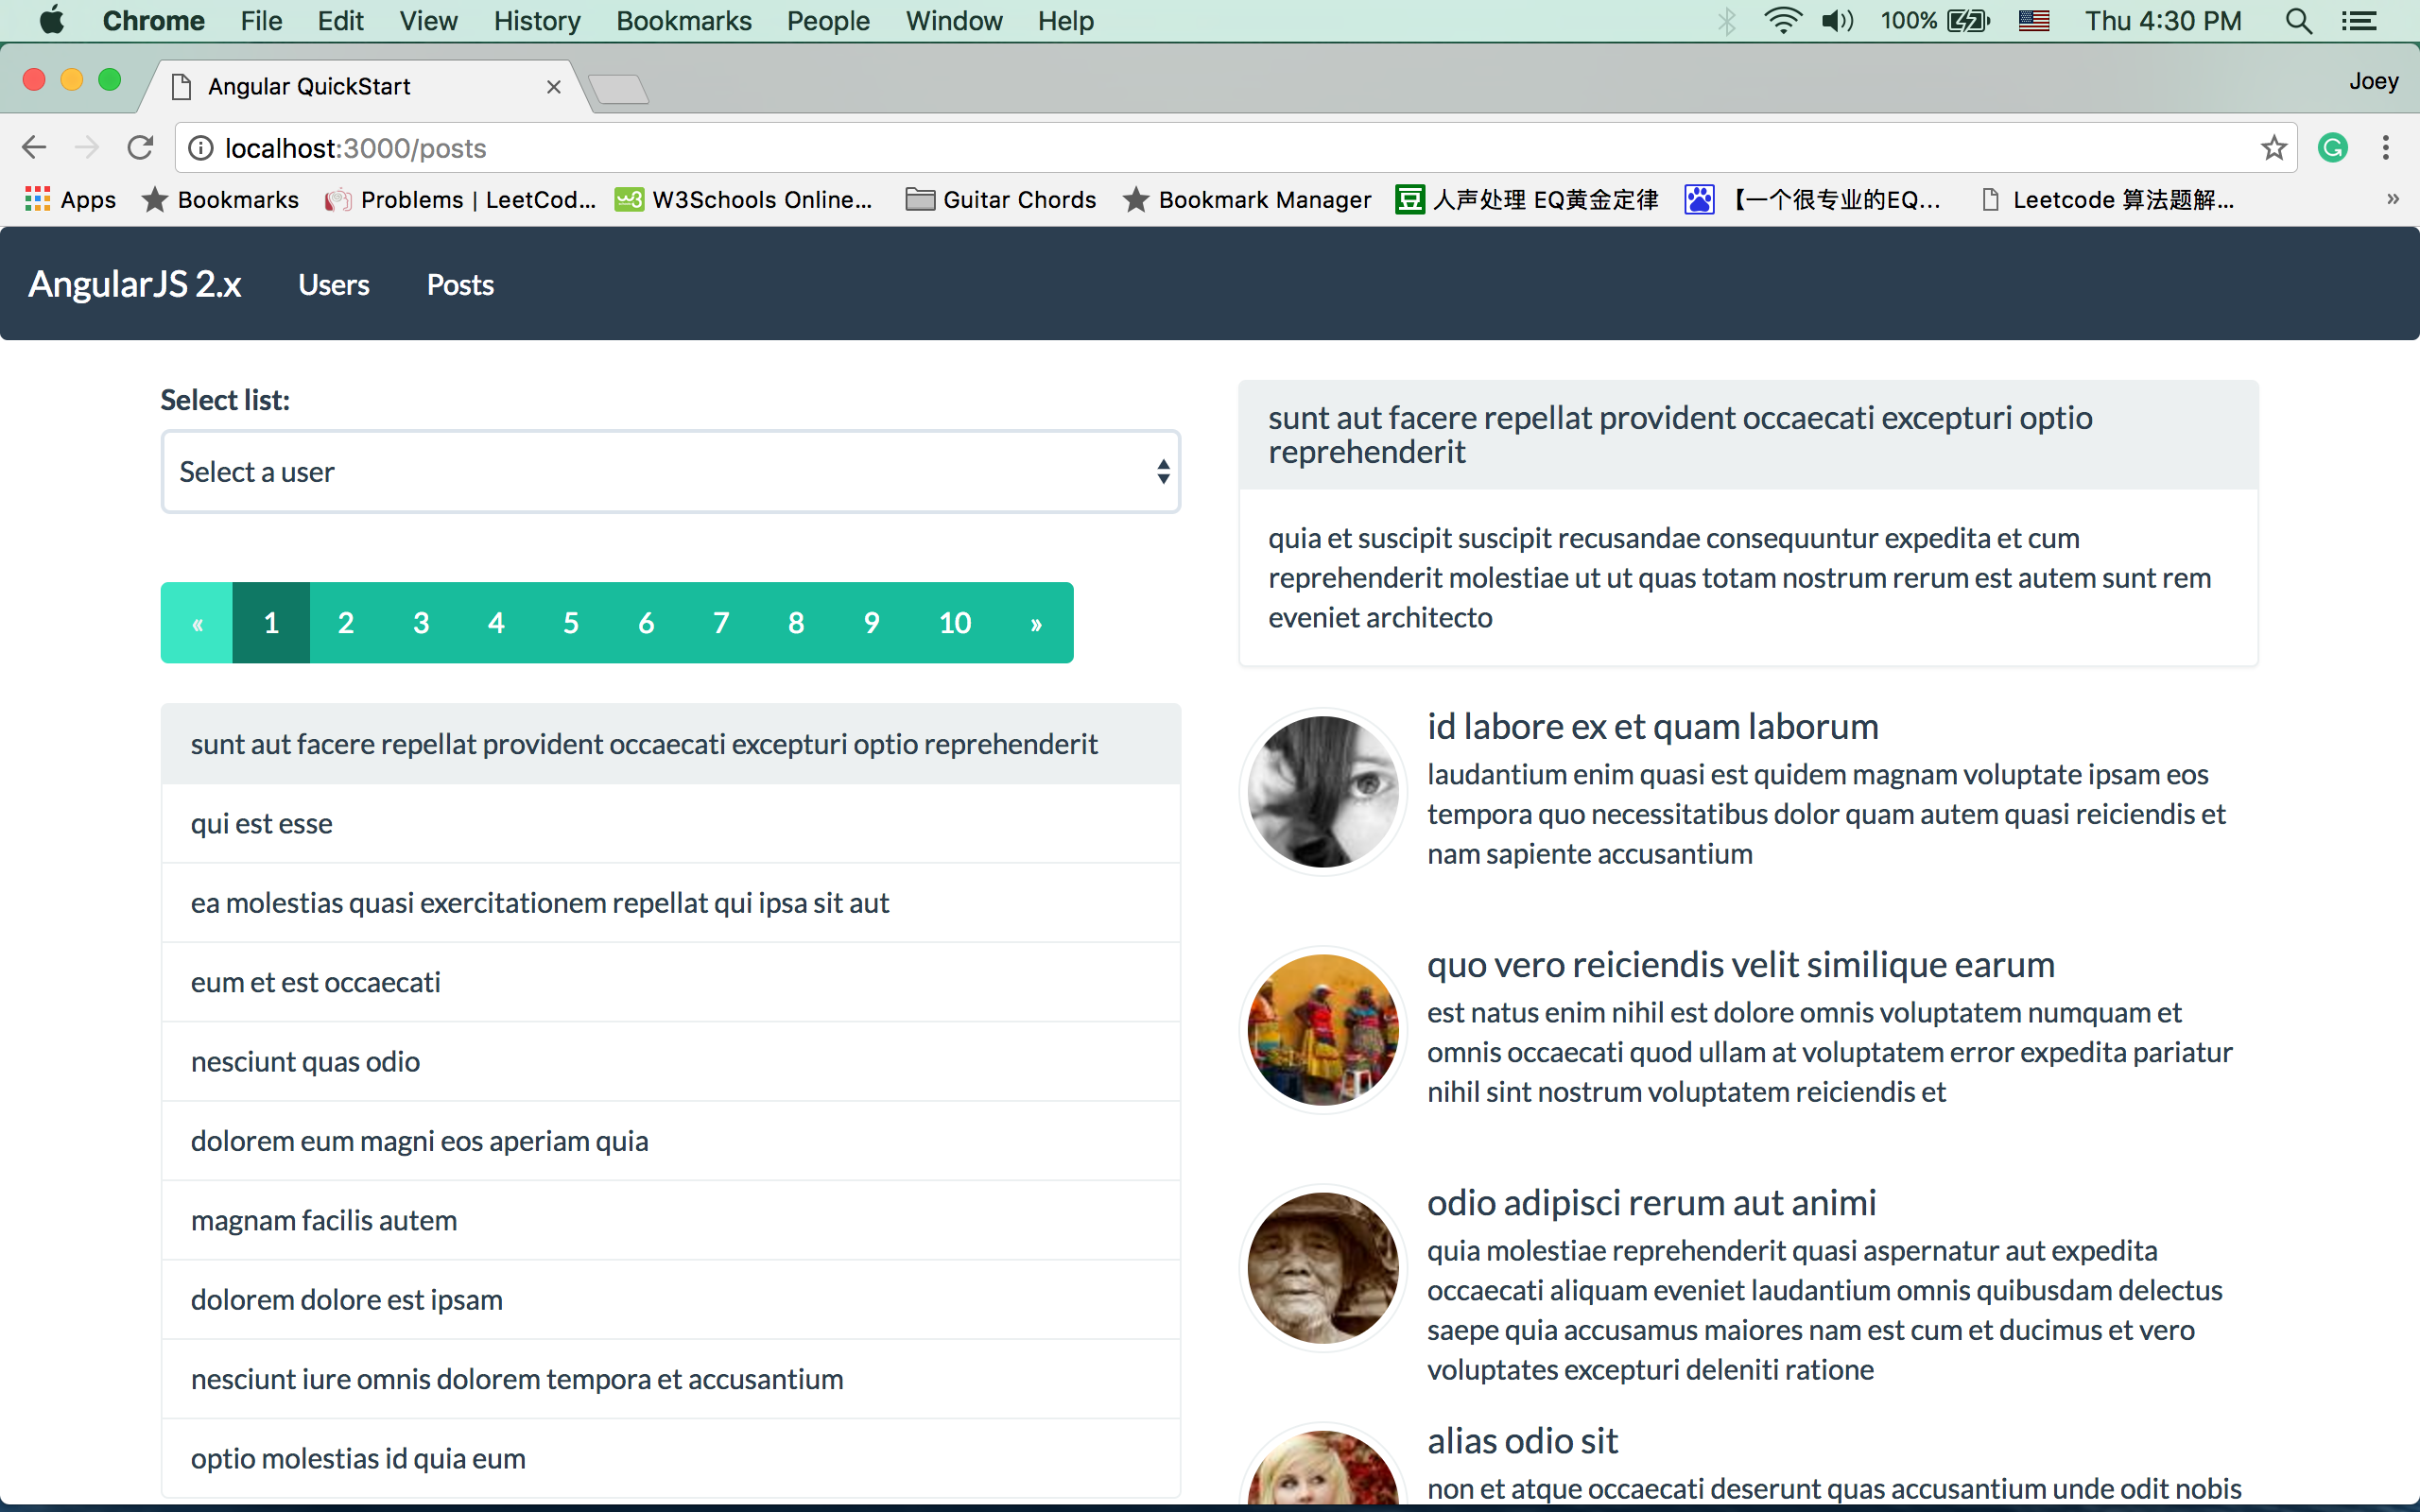 Chrome File Edit View History Bookmarks People Window Help 100% Thu 4:30 PM
Angular QuickStart Joey
localhost:3000/posts
Apps Bookmarks Problems | LeetCod... W3Schools Online... Guitar Chords Bookmark Manager 人声处理 EQ黄金定律 【一个很专业的EQ... Leetcode 算法题解... »
AngularJS 2.x Users Posts
Select list:
Select a user
« 1 2 3 4 5 6 7 8 9 10 »
sunt aut facere repellat provident occaecati excepturi optio reprehenderit
qui est esse
ea molestias quasi exercitationem repellat qui ipsa sit aut
eum et est occaecati
nesciunt quas odio
dolorem eum magni eos aperiam quia
magnam facilis autem
dolorem dolore est ipsam
nesciunt iure omnis dolorem tempora et accusantium
optio molestias id quia eum
sunt aut facere repellat provident occaecati excepturi optio
reprehenderit
quia et suscipit suscipit recusandae consequuntur expedita et cum
reprehenderit molestiae ut ut quas totam nostrum rerum est autem sunt rem
eveniet architecto
id labore ex et quam laborum
laudantium enim quasi est quidem magnam voluptate ipsam eos
tempora quo necessitatibus dolor quam autem quasi reiciendis et
nam sapiente accusantium
quo vero reiciendis velit similique earum
est natus enim nihil est dolore omnis voluptatem numquam et
omnis occaecati quod ullam at voluptatem error expedita pariatur
nihil sint nostrum voluptatem reiciendis et
odio adipisci rerum aut animi
quia molestiae reprehenderit quasi aspernatur aut expedita
occaecati aliquam eveniet laudantium omnis quibusdam delectus
saepe quia accusamus maiores nam est cum et ducimus et vero
voluptates excepturi deleniti ratione
alias odio sit
non et atque occaecati deserunt quas accusantium unde odit nobis